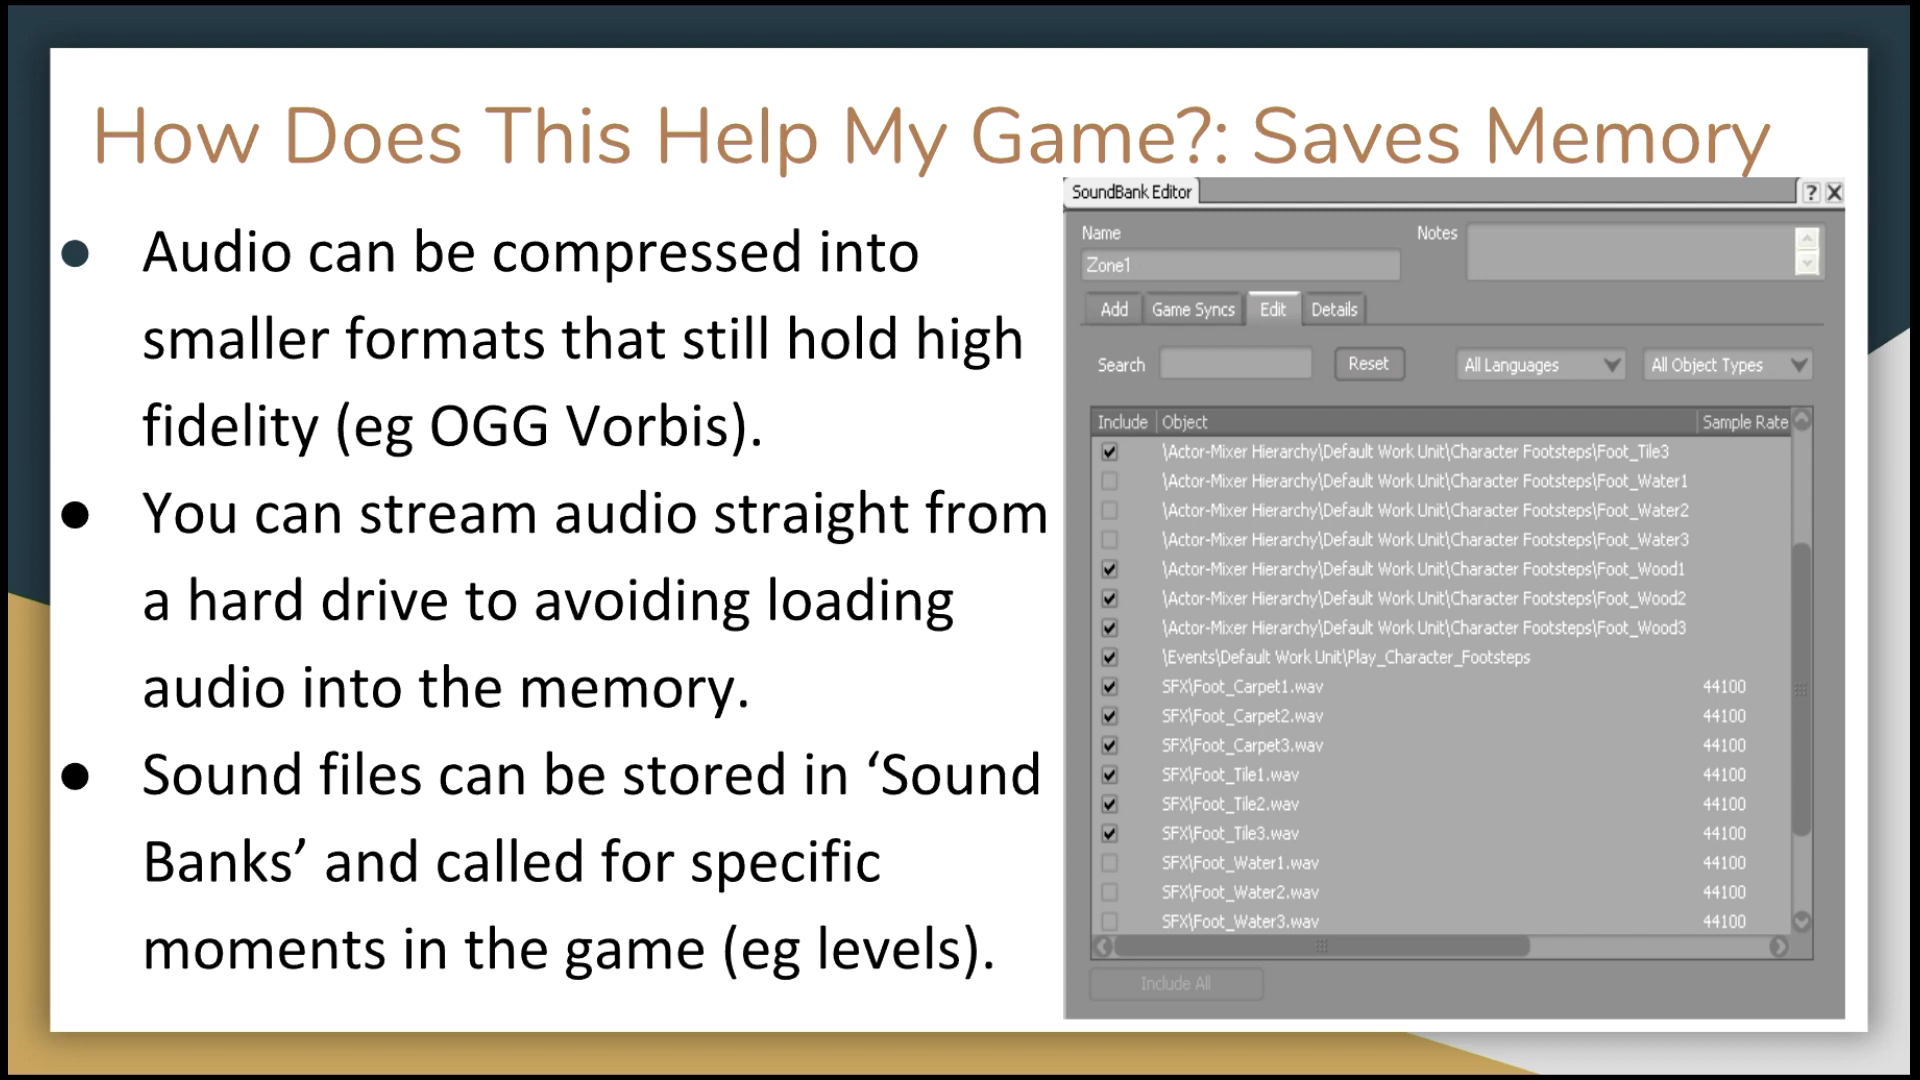 How Does This Help My Game?: Saves Memory
● Audio can be compressed into
smaller formats that still hold high
fidelity (eg OGG Vorbis).
● You can stream audio straight from
a hard drive to avoiding loading
audio into the memory.
● Sound files can be stored in ‘Sound
Banks’ and called for specific
moments in the game (eg levels).
SoundBank Editor
Name
Notes
Zone1
Add Game Syncs Edit Details
Search Reset All Languages All Object Types
Include Object Sample Rate
\Actor-Mixer Hierarchy\Default Work Unit\Character Footsteps\Foot_Tile3
\Actor-Mixer Hierarchy\Default Work Unit\Character Footsteps\Foot_Water1
\Actor-Mixer Hierarchy\Default Work Unit\Character Footsteps\Foot_Water2
\Actor-Mixer Hierarchy\Default Work Unit\Character Footsteps\Foot_Water3
\Actor-Mixer Hierarchy\Default Work Unit\Character Footsteps\Foot_Wood1
\Actor-Mixer Hierarchy\Default Work Unit\Character Footsteps\Foot_Wood2
\Actor-Mixer Hierarchy\Default Work Unit\Character Footsteps\Foot_Wood3
\Events\Default Work Unit\Play_Character_Footsteps
SFX\Foot_Carpet1.wav 44100
SFX\Foot_Carpet2.wav 44100
SFX\Foot_Carpet3.wav 44100
SFX\Foot_Tile1.wav 44100
SFX\Foot_Tile2.wav 44100
SFX\Foot_Tile3.wav 44100
SFX\Foot_Water1.wav 44100
SFX\Foot_Water2.wav 44100
SFX\Foot_Water3.wav 44100
Include All